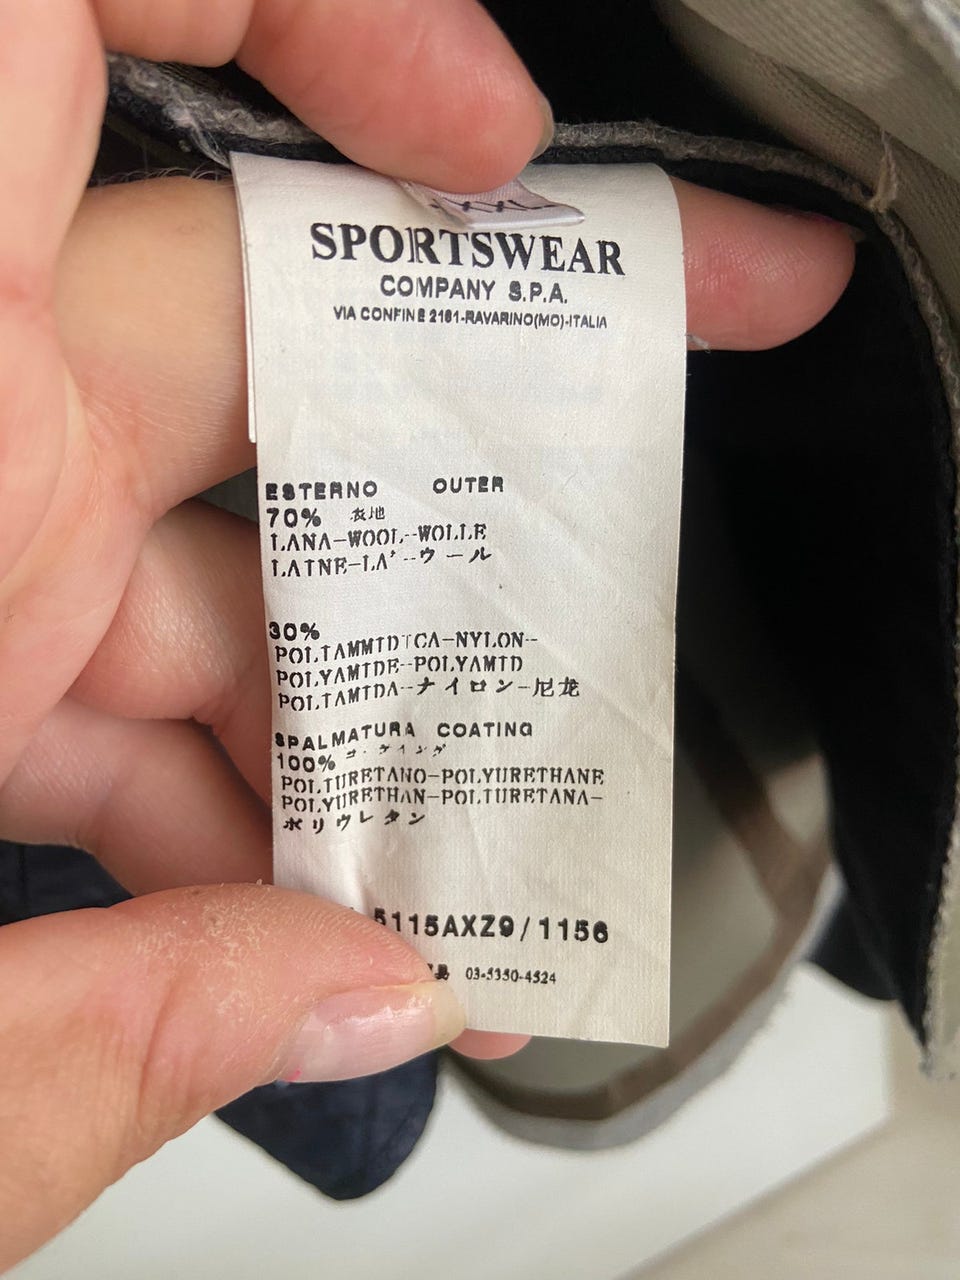 SPORTSWEAR
COMPANY S.P.A.
VIA CONFINE 2161-RAVARINO(MO)-ITALIA
ESTERNO OUTER
70% 表地
LANA-WOOL--WOLLE
LAINE-LA'--ウール
30%
POLIAMMIDICA-NYLON--
POLYAMIDE--POLYAMID
POLIAMIDA--ナイロン-尼龙
SPALMATURA COATING
100% コーティング
POLIURETANO-POLYURETHANE
POLYURETHAN-POLIURETANA-
ポリウレタン
5115AXZ9/1156
03-5350-4524